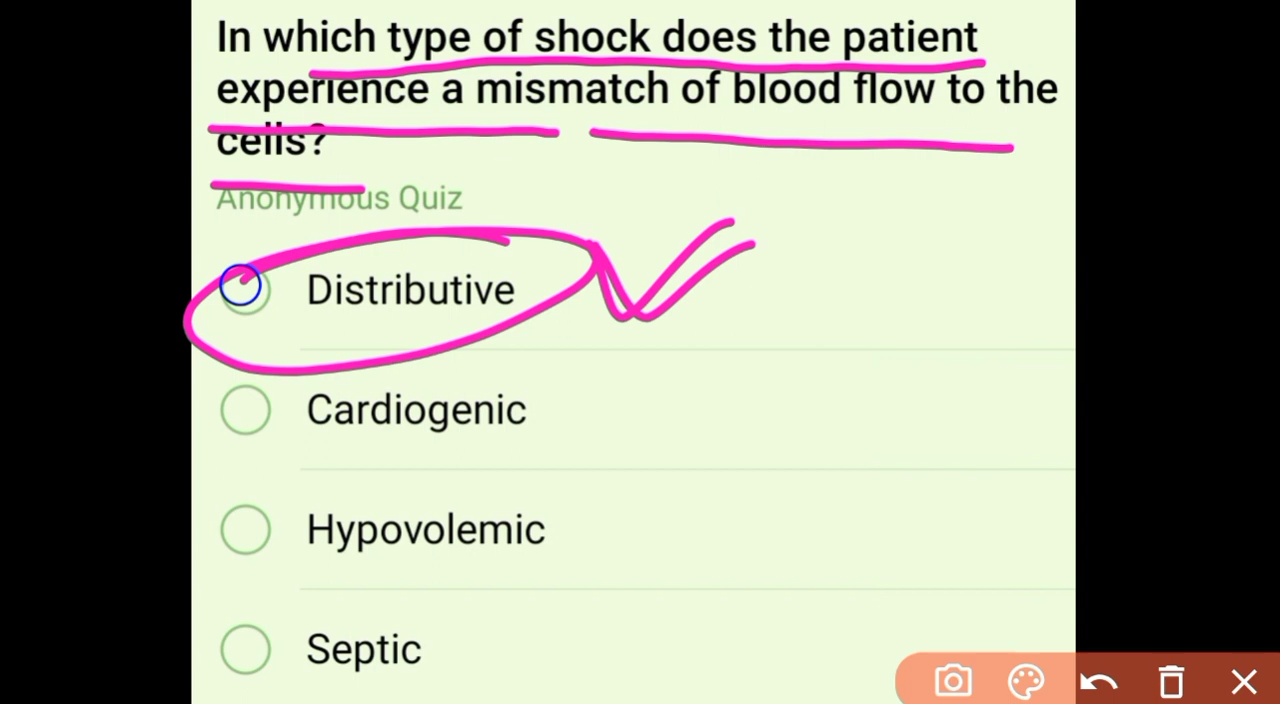 In which type of shock does the patient
experience a mismatch of blood flow to the
cells?
Anonymous Quiz
Distributive
Cardiogenic
Hypovolemic
Septic